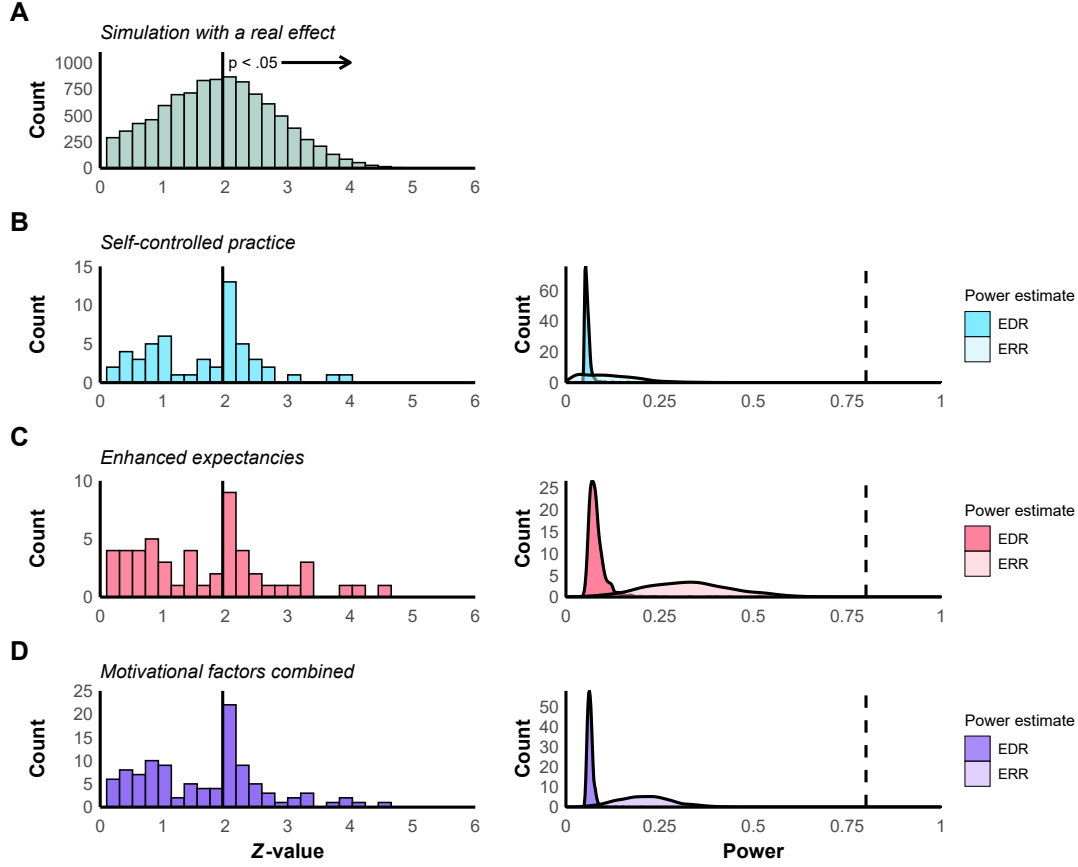 A
Simulation with a real effect
Count
1000
750
500
250
0
p < .05
0 1 2 3 4 5 6
B
Self-controlled practice
Count
15
10
5
0
0 1 2 3 4 5 6
Count
60
40
20
0
0 0.25 0.50 0.75 1
Power estimate
EDR
ERR
C
Enhanced expectancies
Count
10
5
0
0 1 2 3 4 5 6
Count
25
20
15
10
5
0
0 0.25 0.50 0.75 1
Power estimate
EDR
ERR
D
Motivational factors combined
Count
25
20
15
10
5
0
0 1 2 3 4 5 6
Z-value
Count
50
40
30
20
10
0
0 0.25 0.50 0.75 1
Power
Power estimate
EDR
ERR